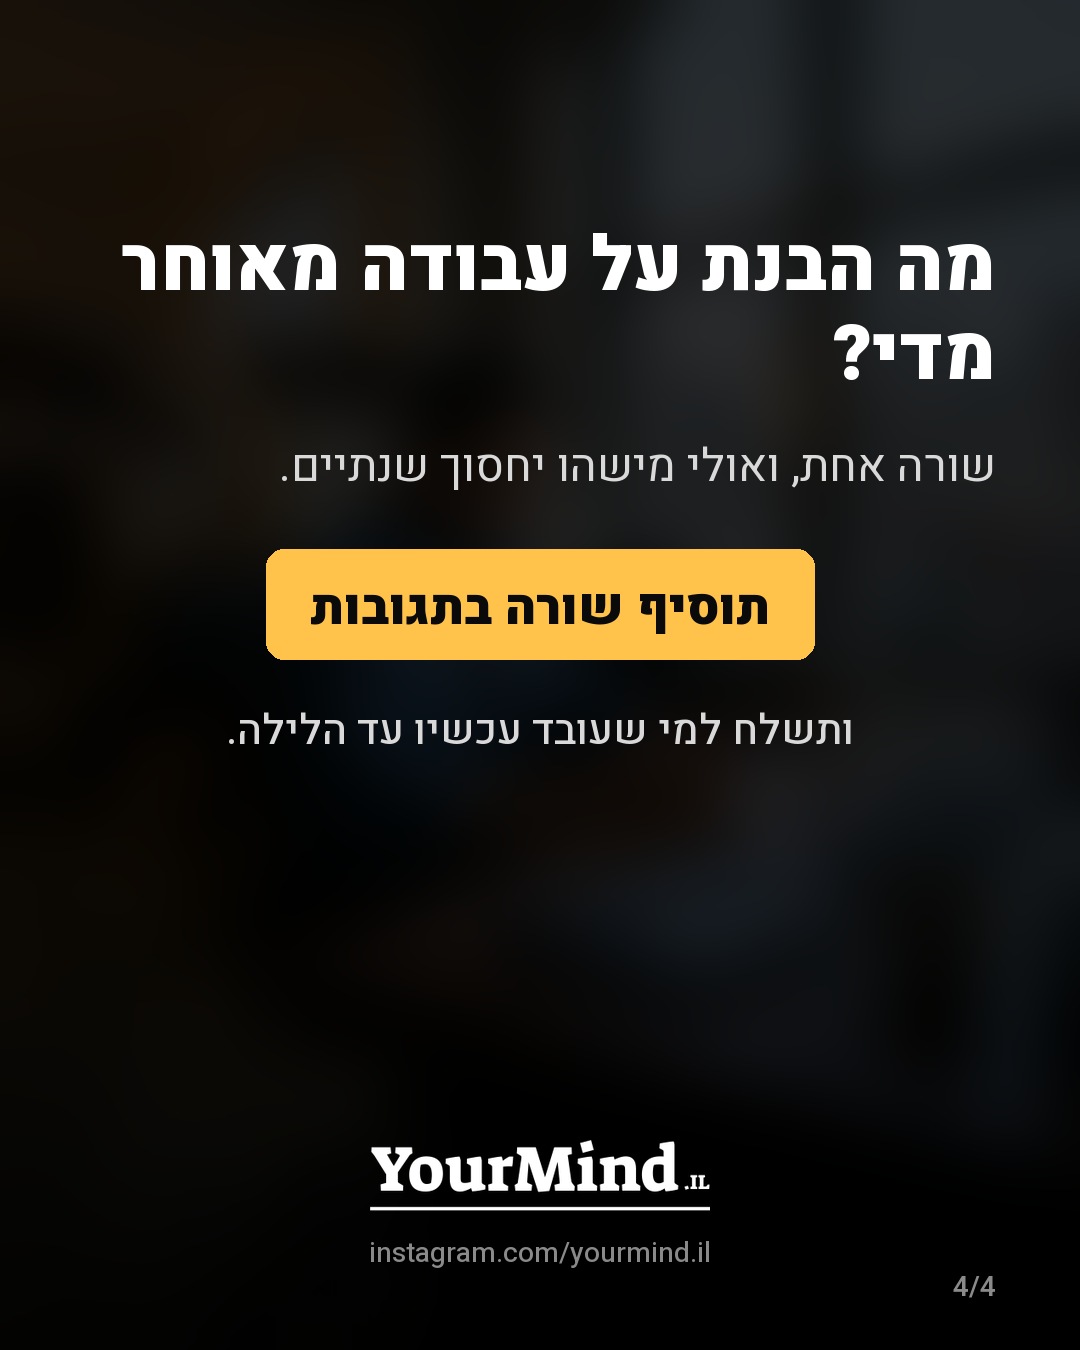 מה הבנת על עבודה מאוחר
מדי?
שורה אחת, ואולי מישהו יחסוך שנתיים.
תוסיף שורה בתגובות
ותשלח למי שעובד עכשיו עד הלילה.
YourMind.IL
instagram.com/yourmind.il
4/4